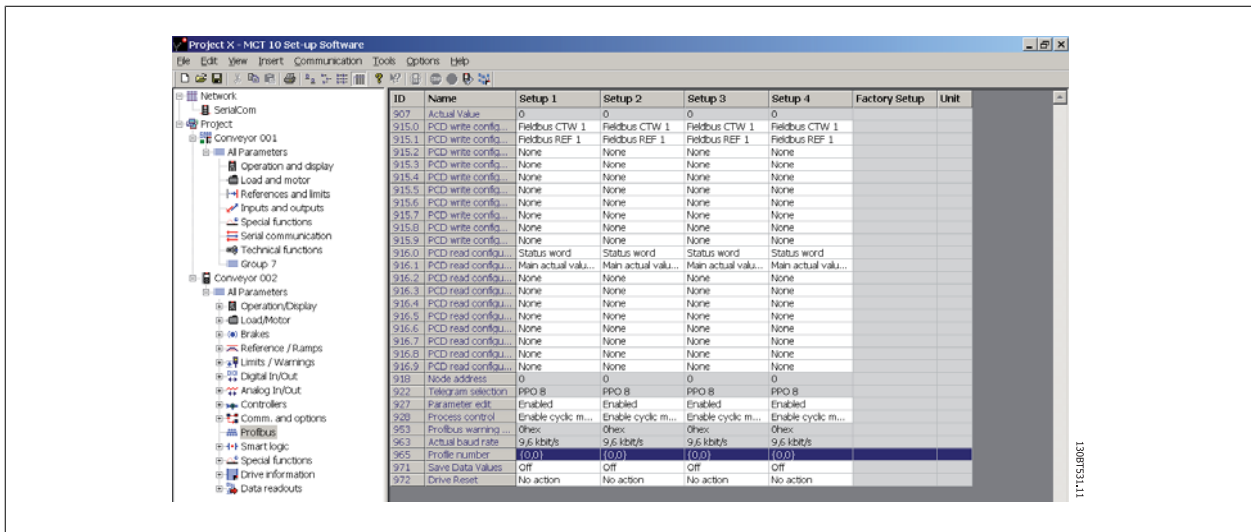 Project X - MCT 10 Set-up Software
File Edit View Insert Communication Tools Options Help
Network
SerialCom
Project
Conveyor 001
All Parameters
Operation and display
Load and motor
References and limits
Inputs and outputs
Special functions
Serial communication
Technical functions
Group 7
Conveyor 002
All Parameters
Operation/Display
Load/Motor
Brakes
Reference / Ramps
Limits / Warnings
Digital In/Out
Analog In/Out
Controllers
Comm. and options
Profibus
Smart logic
Special functions
Drive information
Data readouts
ID Name Setup 1 Setup 2 Setup 3 Setup 4 Factory Setup Unit
907 Actual Value 0 0 0 0
915.0 PCD write config... Fieldbus CTW 1 Fieldbus CTW 1 Fieldbus CTW 1 Fieldbus CTW 1
915.1 PCD write config... Fieldbus REF 1 Fieldbus REF 1 Fieldbus REF 1 Fieldbus REF 1
915.2 PCD write config... None None None None
915.3 PCD write config... None None None None
915.4 PCD write config... None None None None
915.5 PCD write config... None None None None
915.6 PCD write config... None None None None
915.7 PCD write config... None None None None
915.8 PCD write config... None None None None
915.9 PCD write config... None None None None
916.0 PCD read configu... Status word Status word Status word Status word
916.1 PCD read configu... Main actual valu... Main actual valu... Main actual valu... Main actual valu...
916.2 PCD read configu... None None None None
916.3 PCD read configu... None None None None
916.4 PCD read configu... None None None None
916.5 PCD read configu... None None None None
916.6 PCD read configu... None None None None
916.7 PCD read configu... None None None None
916.8 PCD read configu... None None None None
916.9 PCD read configu... None None None None
918 Node address 0 0 0 0
922 Telegram selection PPO 8 PPO 8 PPO 8 PPO 8
927 Parameter edit Enabled Enabled Enabled Enabled
928 Process control Enable cyclic m... Enable cyclic m... Enable cyclic m... Enable cyclic m...
953 Profibus warning ... 0hex 0hex 0hex 0hex
963 Actual baud rate 9,6 kbit/s 9,6 kbit/s 9,6 kbit/s 9,6 kbit/s
965 Profile number {0,0} {0,0} {0,0} {0,0}
971 Save Data Values Off Off Off Off
972 Drive Reset No action No action No action No action
130BT531.11